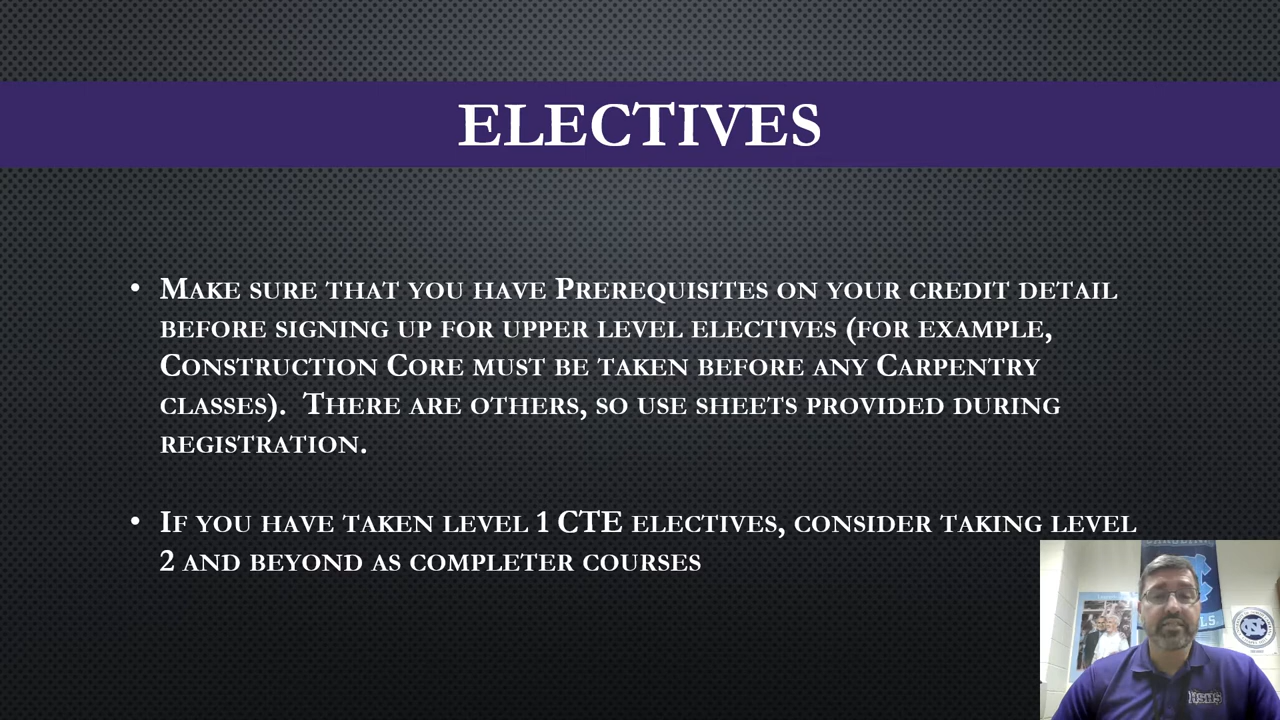 ELECTIVES
• Make sure that you have Prerequisites on your credit detail
before signing up for upper level electives (for example,
Construction Core must be taken before any Carpentry
classes). There are others, so use sheets provided during
registration.
• If you have taken level 1 CTE electives, consider taking level
2 and beyond as completer courses